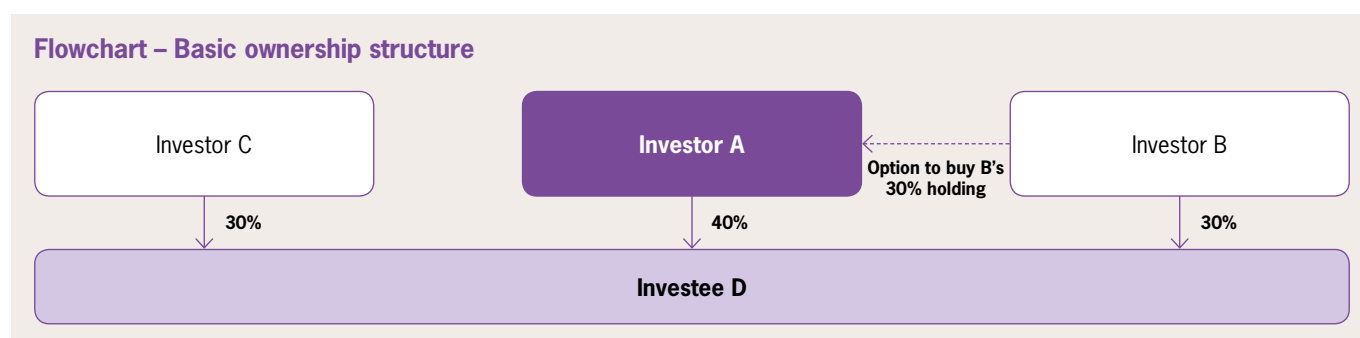 Flowchart – Basic ownership structure
Investor C
Investor A
Option to buy B’s
30% holding
Investor B
30%
40%
30%
Investee D